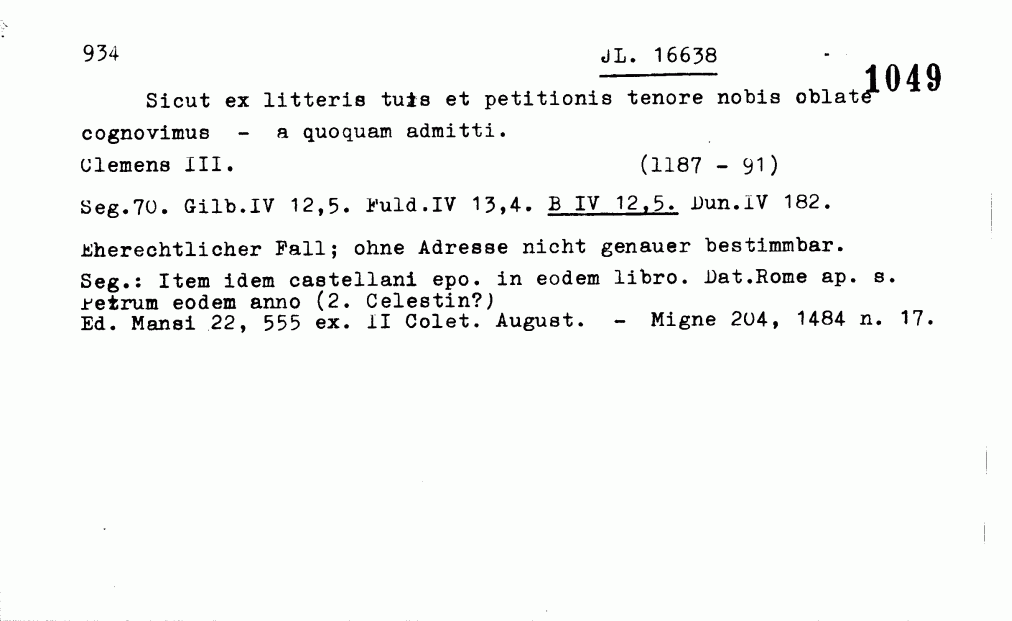 934
JL. 16638
1049
Sicut ex litteris tuis et petitionis tenore nobis oblate
cognovimus - a quoquam admitti.
Clemens III. (1187 - 91)
Seg.70. Gilb.IV 12,5. Fuld.IV 13,4. B IV 12,5. Dun.IV 182.
Eherechtlicher Fall; ohne Adresse nicht genauer bestimmbar.
Seg.: Item idem castellani epo. in eodem libro. Dat.Rome ap. s.
Petrum eodem anno (2. Celestin?)
Ed. Mansi 22, 555 ex. II Colet. August. - Migne 204, 1484 n. 17.